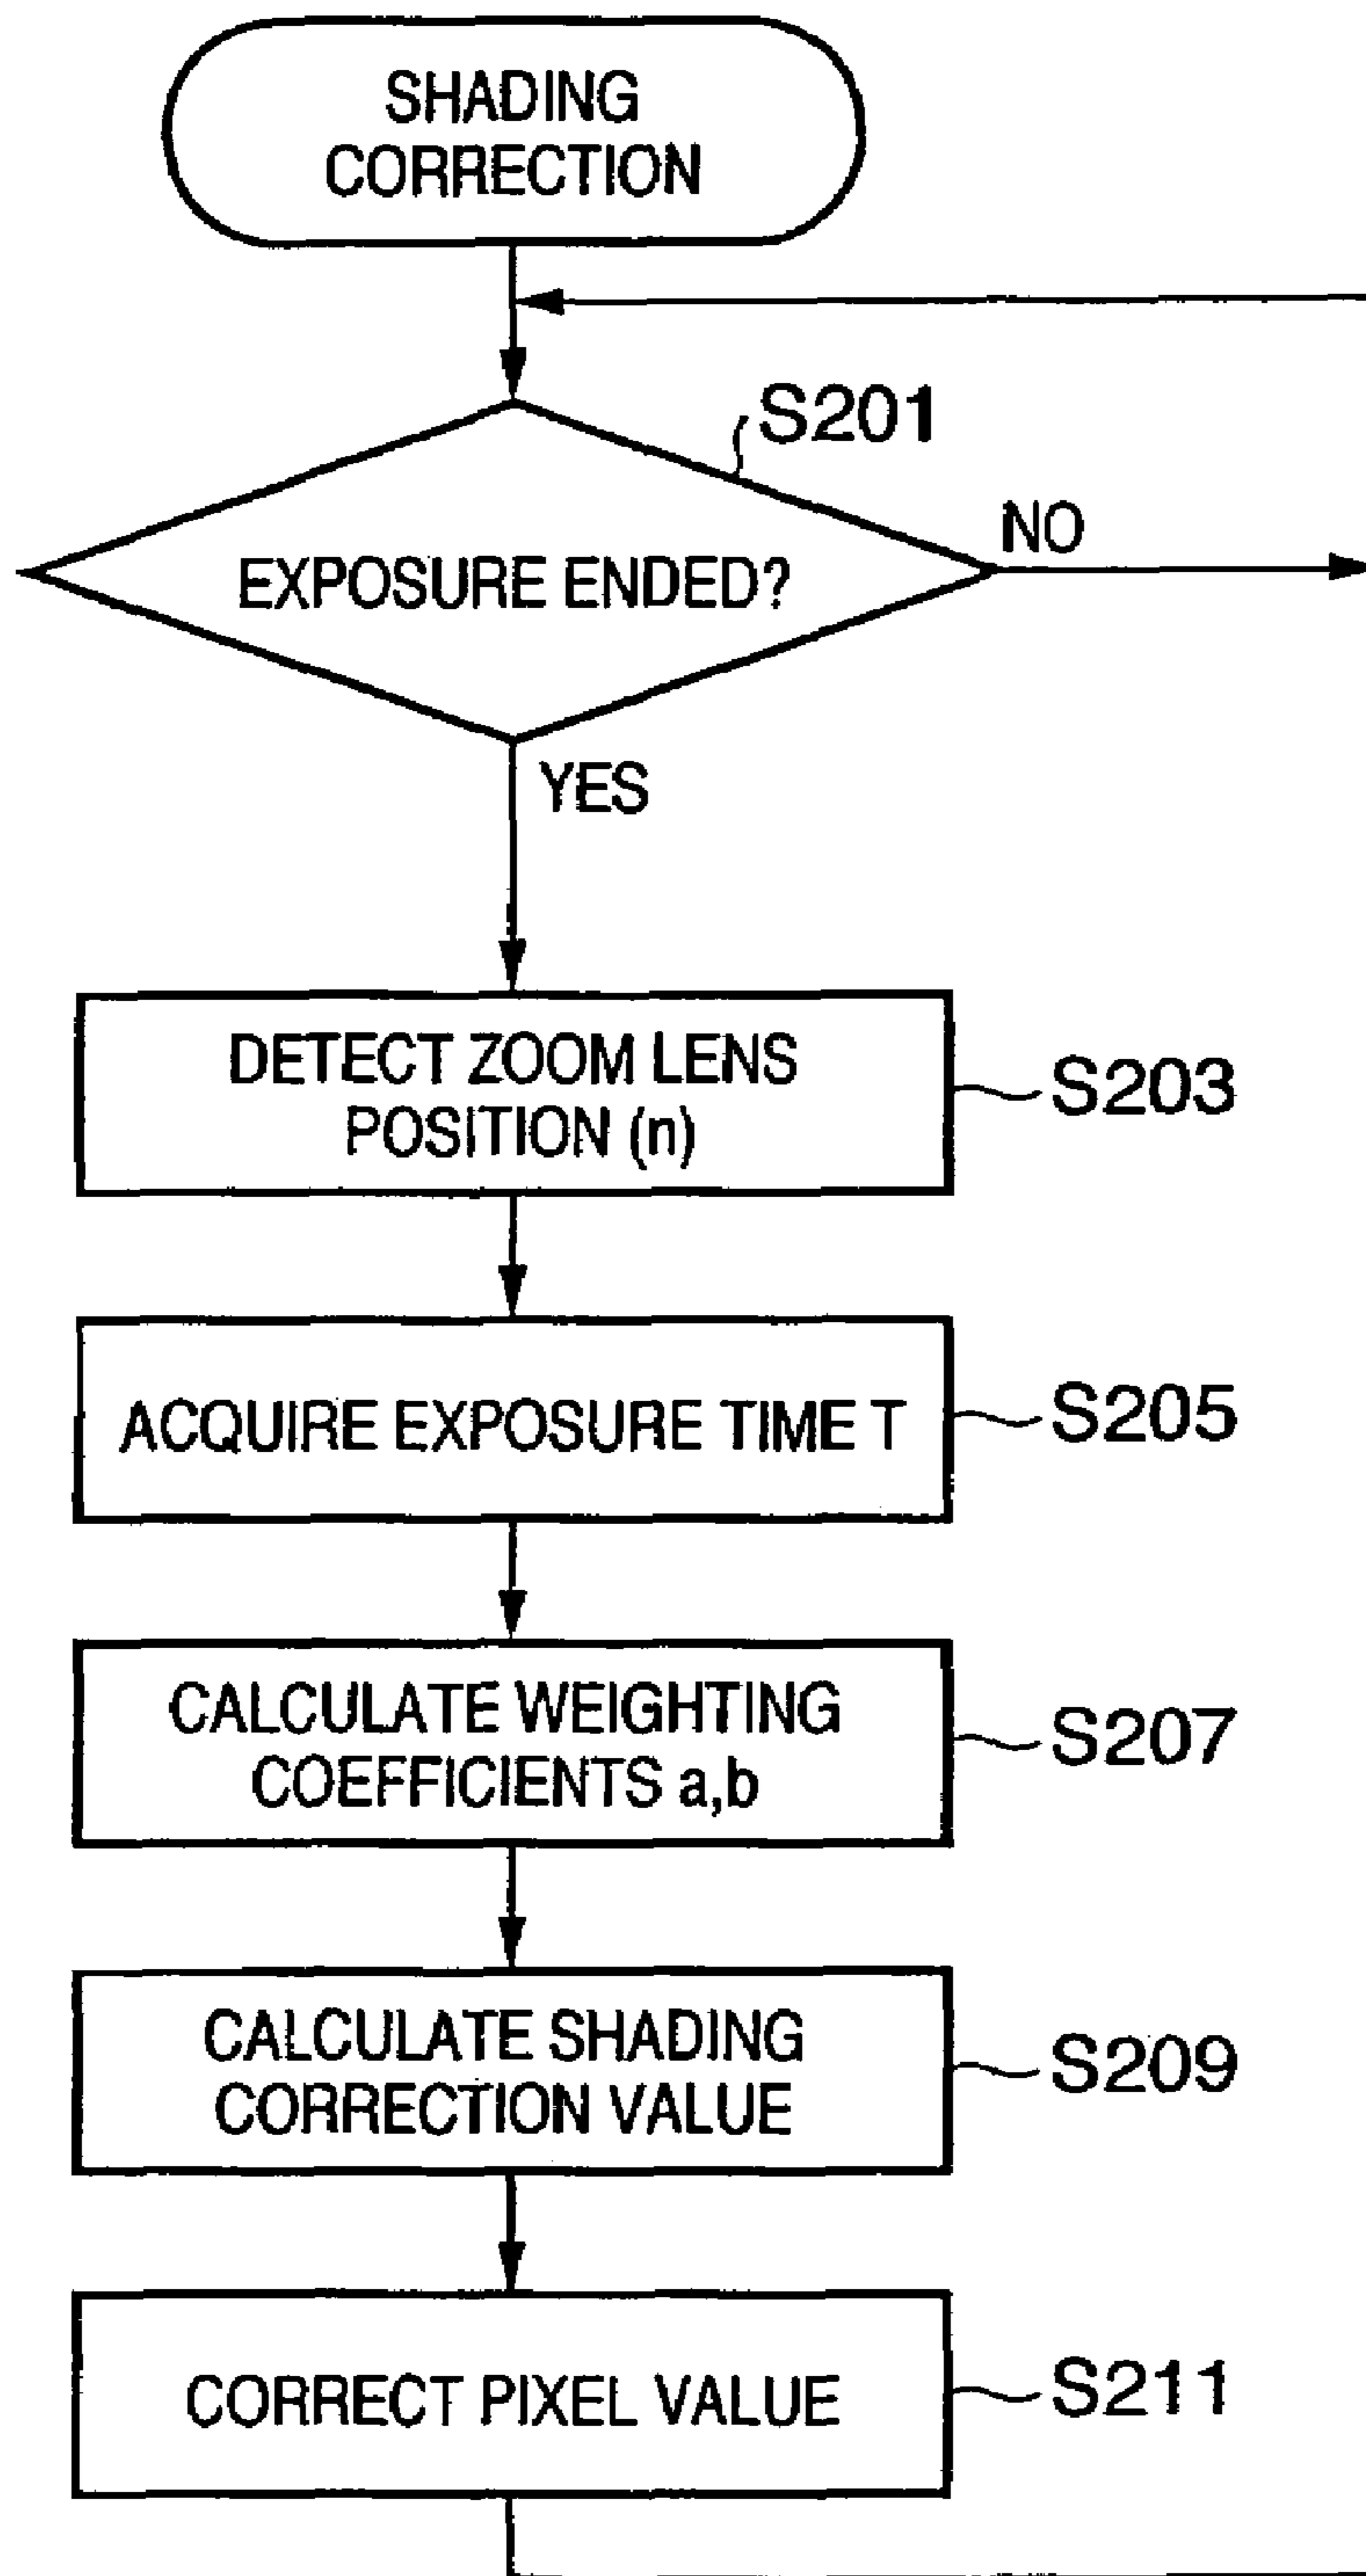 SHADING
CORRECTION
S201
EXPOSURE ENDED?
NO
YES
DETECT ZOOM LENS
POSITION (n)
S203
ACQUIRE EXPOSURE TIME T
S205
CALCULATE WEIGHTING
COEFFICIENTS a,b
S207
CALCULATE SHADING
CORRECTION VALUE
S209
CORRECT PIXEL VALUE
S211